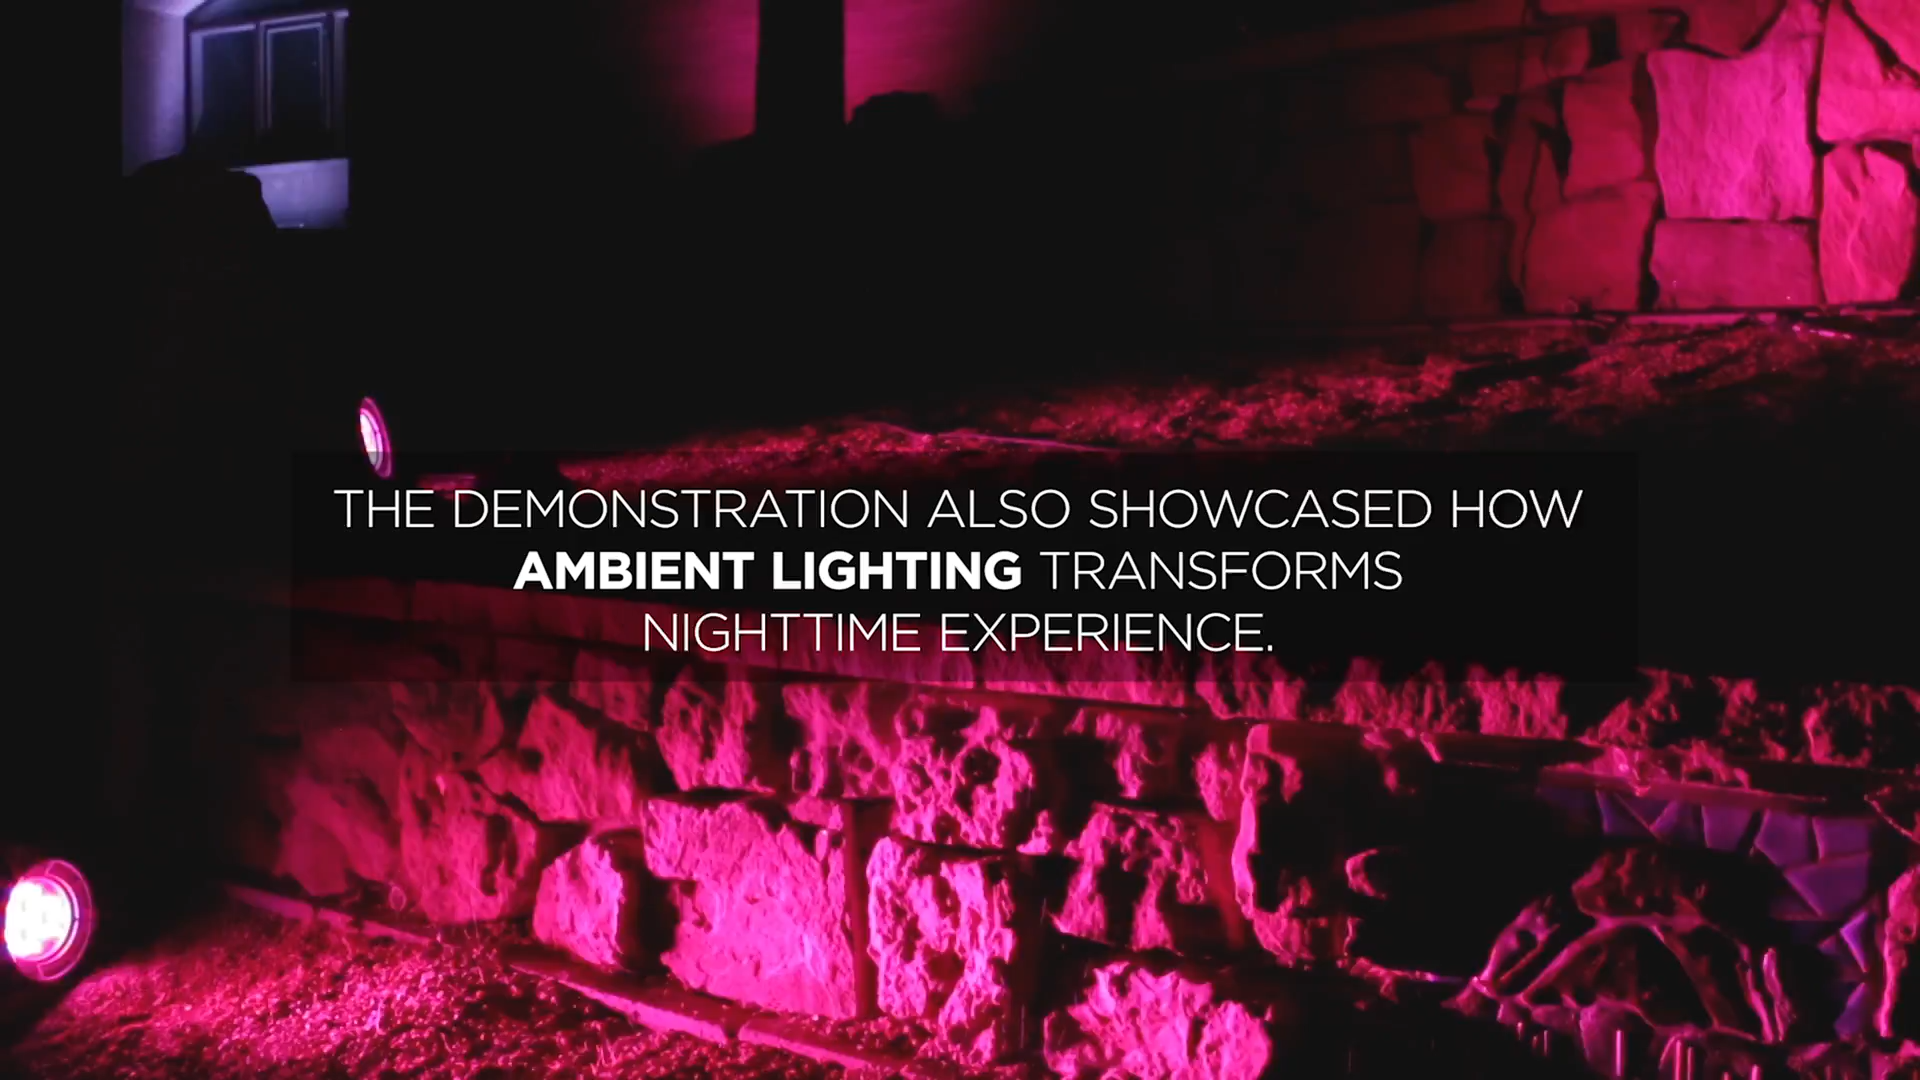 THE DEMONSTRATION ALSO SHOWCASED HOW
AMBIENT LIGHTING TRANSFORMS
NIGHTTIME EXPERIENCE.